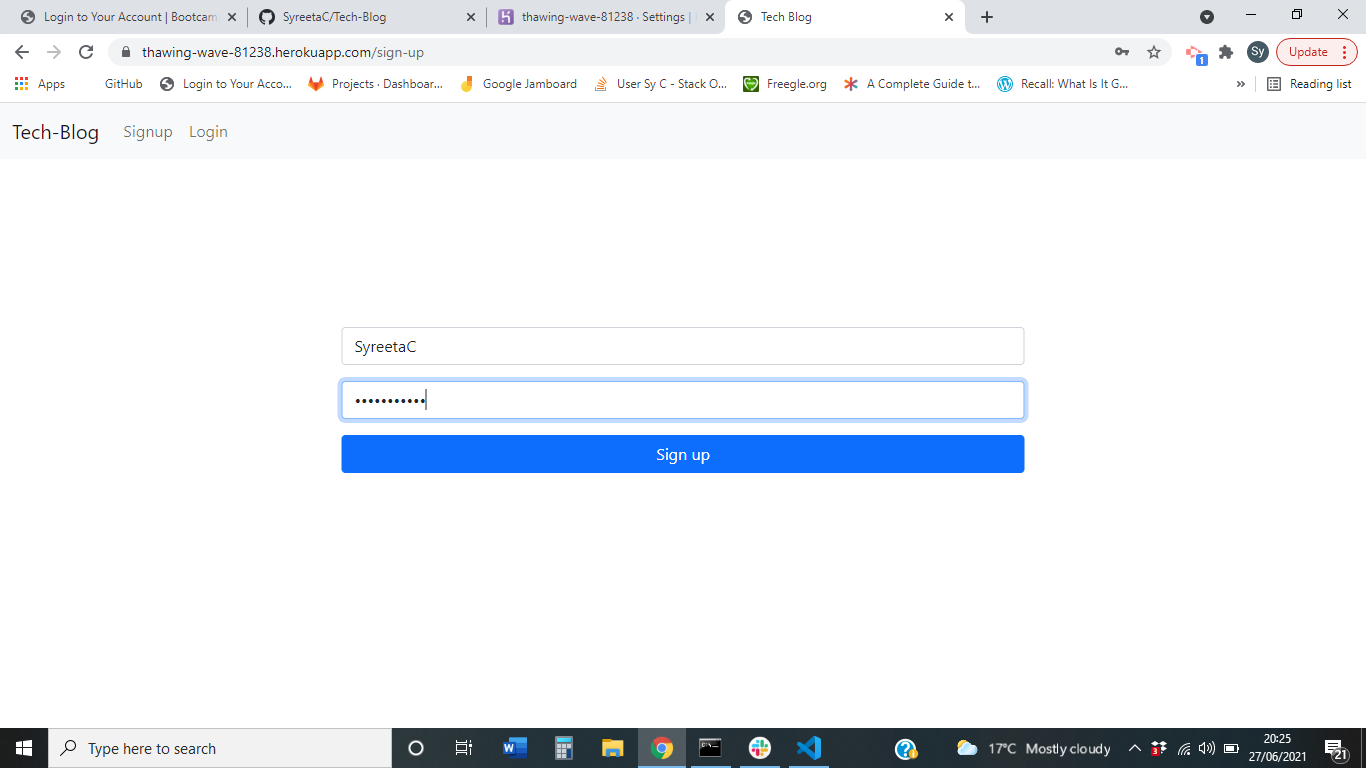 Login to Your Account | Bootcam
SyreetaC/Tech-Blog
thawing-wave-81238 · Settings |
Tech Blog
thawing-wave-81238.herokuapp.com/sign-up
1
Sy
Update
Apps
GitHub
Login to Your Acco...
Projects · Dashboar...
Google Jamboard
User Sy C - Stack O...
Freegle.org
A Complete Guide t...
Recall: What Is It G...
»
Reading list
Tech-Blog
Signup
Login
SyreetaC
•••••••••••
Sign up
Type here to search
17°C Mostly cloudy
3
20:25
27/06/2021
21